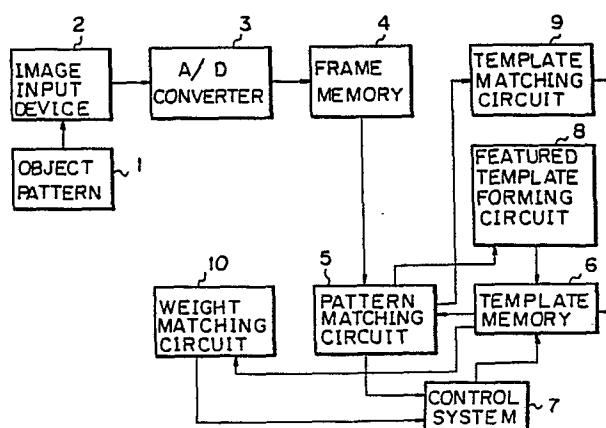 2
IMAGE
INPUT
DEVICE
3
A/D
CONVERTER
4
FRAME
MEMORY
9
TEMPLATE
MATCHING
CIRCUIT
OBJECT
PATTERN
1
8
FEATURED
TEMPLATE
FORMING
CIRCUIT
10
WEIGHT
MATCHING
CIRCUIT
5
PATTERN
MATCHING
CIRCUIT
6
TEMPLATE
MEMORY
CONTROL
SYSTEM
7